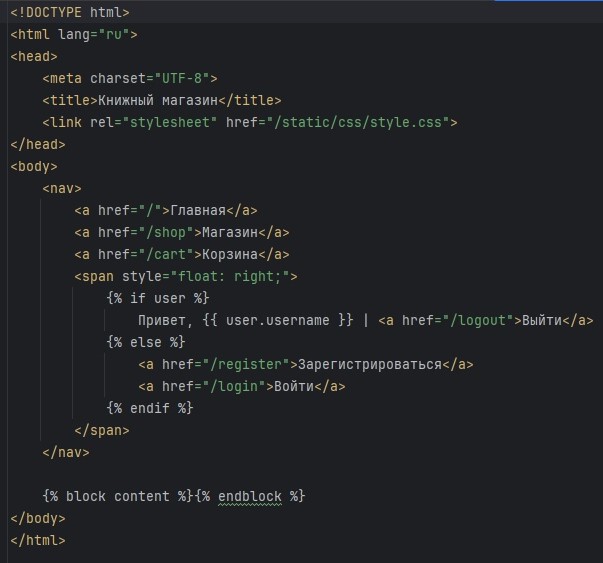 <!DOCTYPE html>
<html lang="ru">
<head>
    <meta charset="UTF-8">
    <title>Книжный магазин</title>
    <link rel="stylesheet" href="/static/css/style.css">
</head>
<body>
    <nav>
        <a href="/">Главная</a>
        <a href="/shop">Магазин</a>
        <a href="/cart">Корзина</a>
        <span style="float: right;">
            {% if user %}
                Привет, {{ user.username }} | <a href="/logout">Выйти</a>
            {% else %}
                <a href="/register">Зарегистрироваться</a>
                <a href="/login">Войти</a>
            {% endif %}
        </span>
    </nav>

    {% block content %}{% endblock %}
</body>
</html>